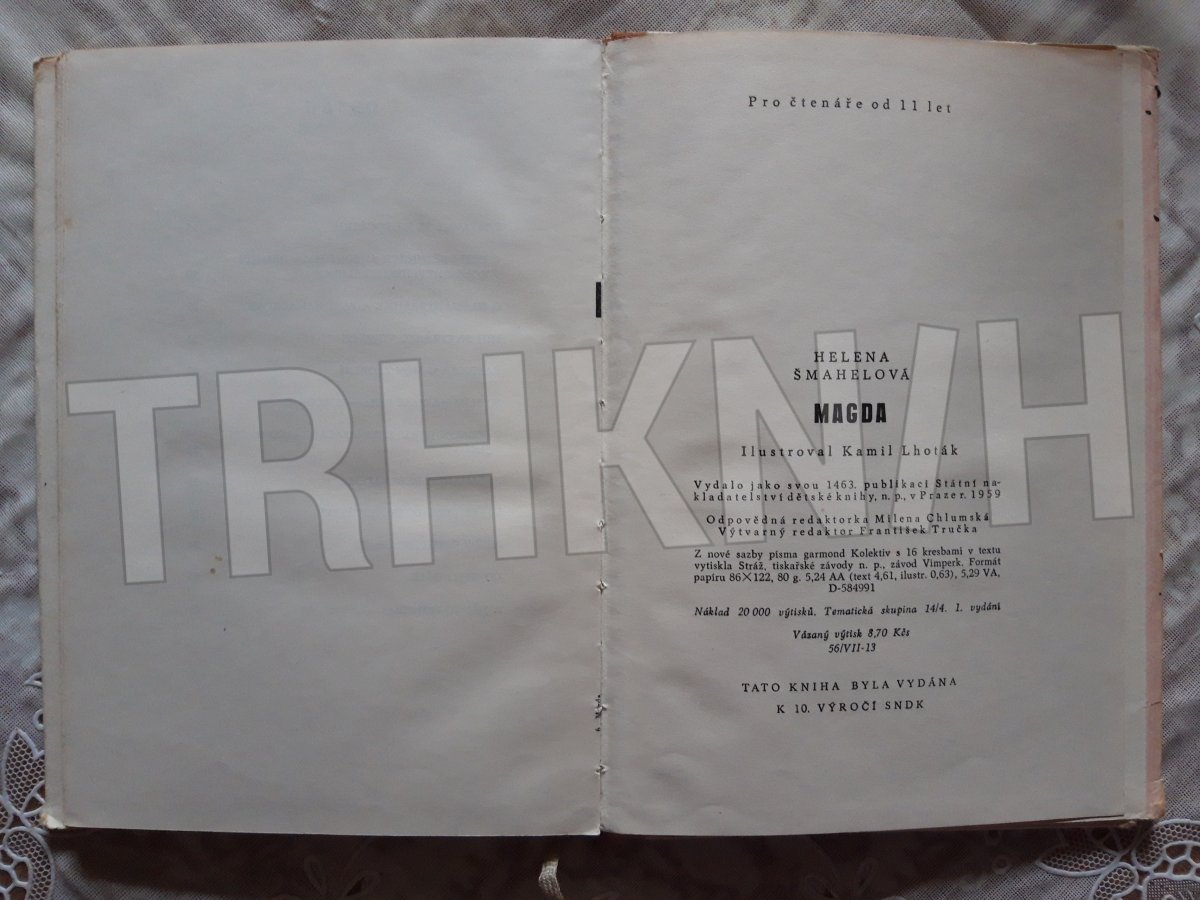 Pro čtenáře od 11 let
HELENA
ŠMAHELOVÁ
MAGDA
Ilustroval Kamil Lhoták
Vydalo jako svou 1463. publikaci Státní na-
kladatelství dětské knihy, n. p., v Praze r. 1959
Odpovědná redaktorka Milena Chlumská
Výtvarný redaktor František Tručka
Z nové sazby písma garmond Kolektiv s 16 kresbami v textu
vytiskla Stráž, tiskařské závody n. p., závod Vimperk. Formát
papíru 86×122, 80 g. 5,24 AA (text 4,61, ilustr. 0,63), 5,29 VA,
D-584991
Náklad 20 000 výtisků. Tematická skupina 14/4. 1. vydání
Vázaný výtisk 8,70 Kčs
56/VII-13
TATO KNIHA BYLA VYDÁNA
K 10. VÝROČÍ SNDK
TRHKNIH